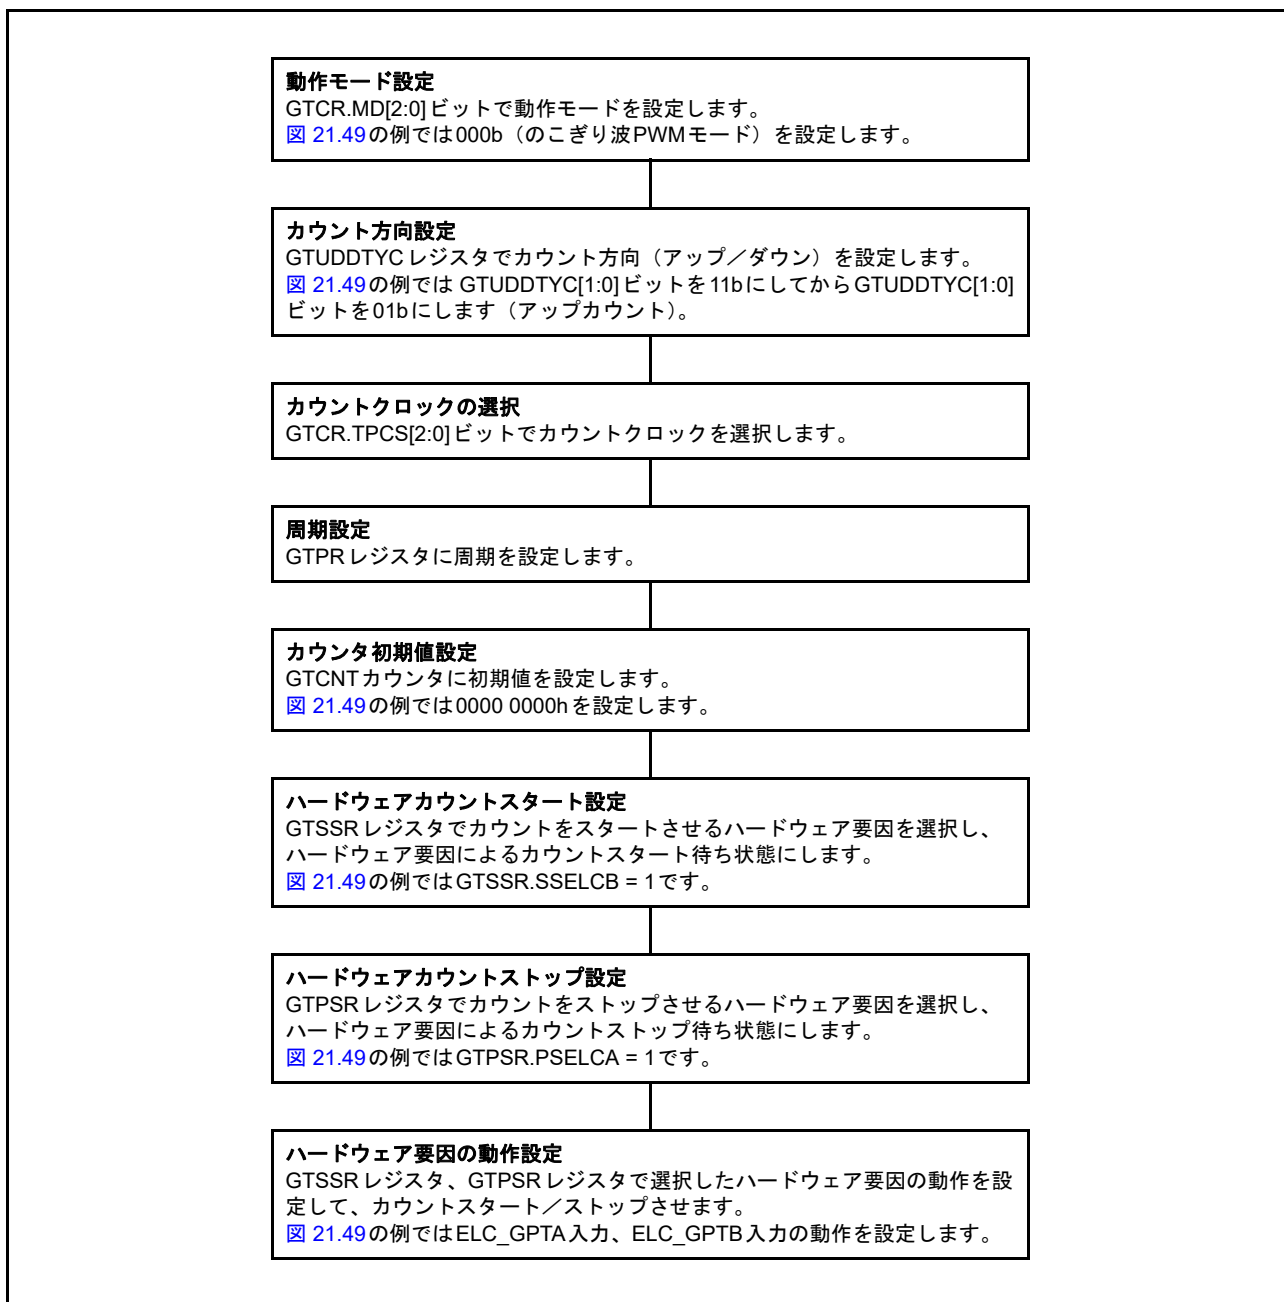 動作モード設定
GTCR.MD[2:0]ビットで動作モードを設定します。
図 21.49の例では000b（のこぎり波PWMモード）を設定します。
カウント方向設定
GTUDDTYCレジスタでカウント方向（アップ／ダウン）を設定します。
図 21.49の例では GTUDDTYC[1:0]ビットを11bにしてからGTUDDTYC[1:0]
ビットを01bにします（アップカウント）。
カウントクロックの選択
GTCR.TPCS[2:0]ビットでカウントクロックを選択します。
周期設定
GTPRレジスタに周期を設定します。
カウンタ初期値設定
GTCNTカウンタに初期値を設定します。
図 21.49の例では0000 0000hを設定します。
ハードウェアカウントスタート設定
GTSSRレジスタでカウントをスタートさせるハードウェア要因を選択し、
ハードウェア要因によるカウントスタート待ち状態にします。
図 21.49の例ではGTSSR.SSELCB = 1です。
ハードウェアカウントストップ設定
GTPSRレジスタでカウントをストップさせるハードウェア要因を選択し、
ハードウェア要因によるカウントストップ待ち状態にします。
図 21.49の例ではGTPSR.PSELCA = 1です。
ハードウェア要因の動作設定
GTSSRレジスタ、GTPSRレジスタで選択したハードウェア要因の動作を設
定して、カウントスタート／ストップさせます。
図 21.49の例ではELC_GPTA入力、ELC_GPTB入力の動作を設定します。